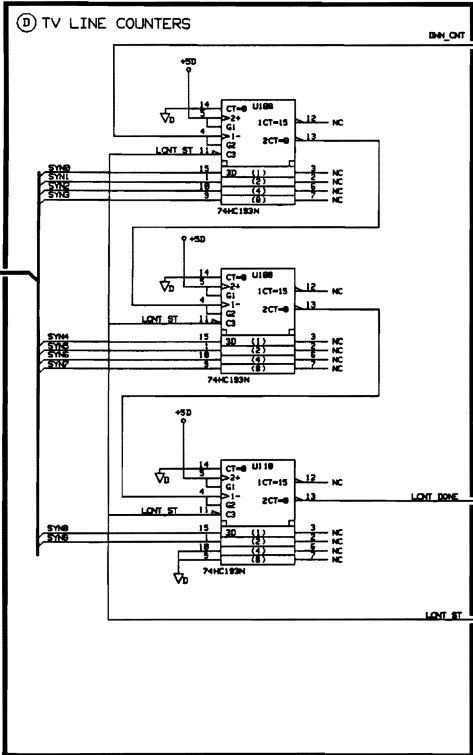 D TV LINE COUNTERS
DWN_CNT
+5D
14 CT=0 U108
5 2+
G1 1CT=15 12 NC
4 1- 2CT=0 13
G2
LCNT_ST 11 C3
D
SYN0 15 3D (1) 3 NC
SYN1 1 (2) 2 NC
SYN2 10 (4) 6 NC
SYN3 9 (8) 7 NC
74HC193N
+5D
14 CT=0
5 2+
G1 1CT=15 12 NC
4 1- 2CT=0 13
G2
LCNT_ST 11 C3
D
SYN4 15 3D (1) 3 NC
SYN5 1 (2) 2 NC
SYN6 10 (4) 6 NC
SYN7 9 (8) 7 NC
74HC193N
+5D
14 CT=0 U110
5 2+
G1 1CT=15 12 NC
4 1- 2CT=0 13 LCNT_DONE
G2
LCNT_ST 11 C3
D
SYN8 15 3D (1) 3 NC
SYN9 1 (2) 2 NC
10 (4) 6 NC
9 (8) 7 NC
74HC193N
D
LCNT_ST